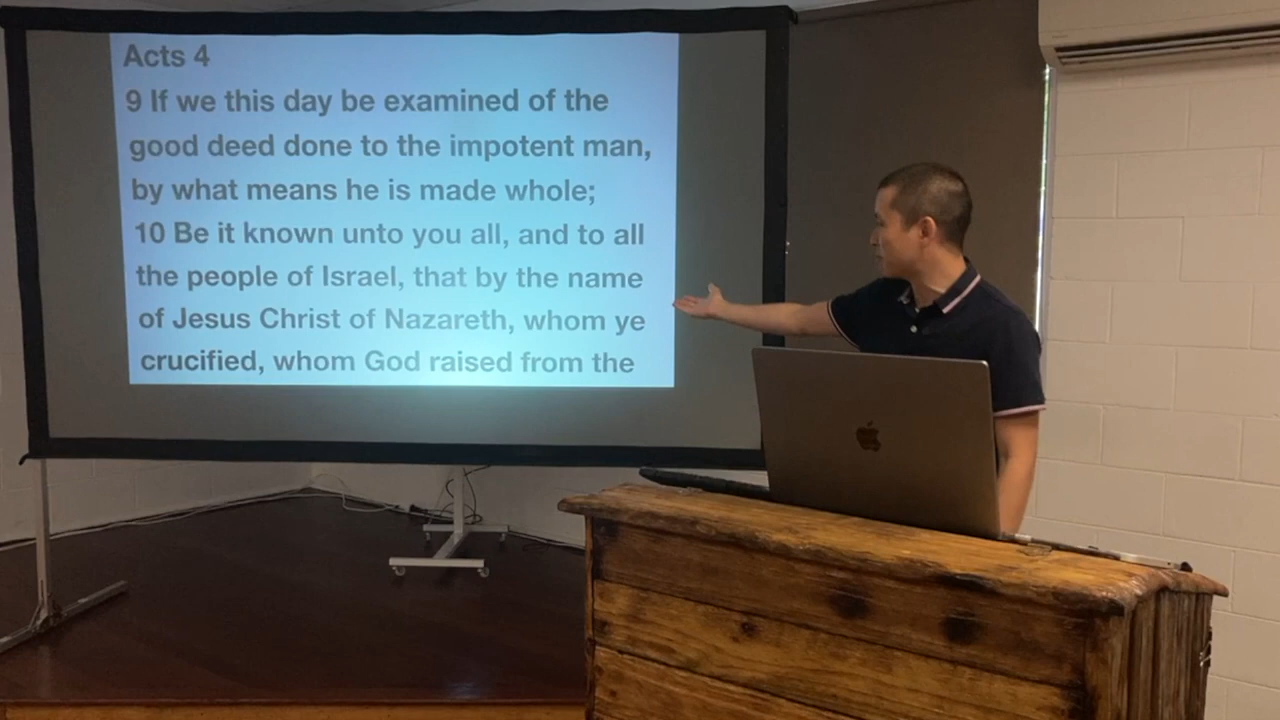 Acts 4
9 If we this day be examined of the
good deed done to the impotent man,
by what means he is made whole;
10 Be it known unto you all, and to all
the people of Israel, that by the name
of Jesus Christ of Nazareth, whom ye
crucified, whom God raised from the